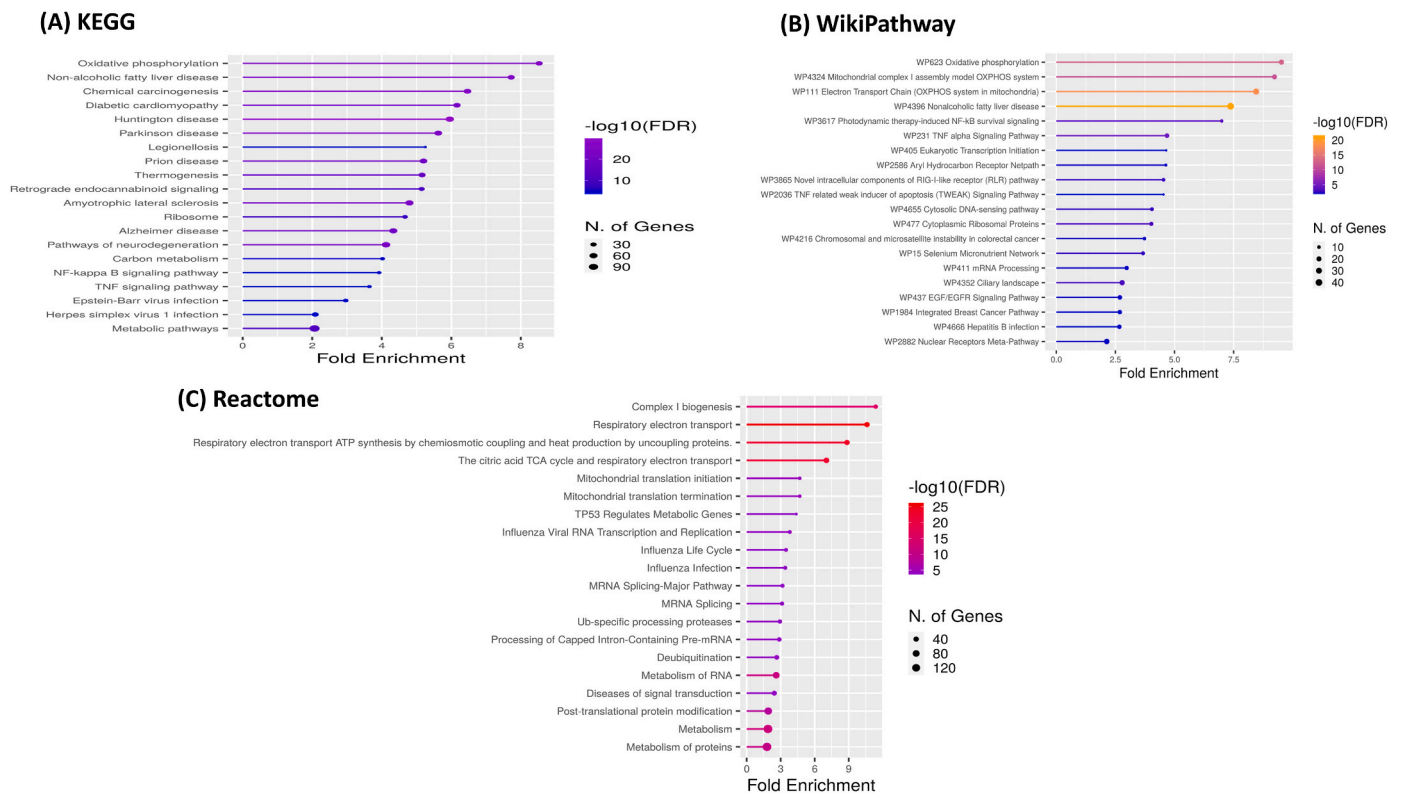 (A) KEGG
Oxidative phosphorylation
Non-alcoholic fatty liver disease
Chemical carcinogenesis
Diabetic cardiomyopathy
Huntington disease
Parkinson disease
Legionellosis
Prion disease
Thermogenesis
Retrograde endocannabinoid signaling
Amyotrophic lateral sclerosis
Ribosome
Alzheimer disease
Pathways of neurodegeneration
Carbon metabolism
NF-kappa B signaling pathway
TNF signaling pathway
Epstein-Barr virus infection
Herpes simplex virus 1 infection
Metabolic pathways
0 2 4 6 8
Fold Enrichment
-log10(FDR)
20
10
N. of Genes
30
60
90
(B) WikiPathway
WP623 Oxidative phosphorylation
WP4324 Mitochondrial complex I assembly model OXPHOS system
WP111 Electron Transport Chain (OXPHOS system in mitochondria)
WP4396 Nonalcoholic fatty liver disease
WP3617 Photodynamic therapy-induced NF-kB survival signaling
WP231 TNF alpha Signaling Pathway
WP405 Eukaryotic Transcription Initiation
WP2586 Aryl Hydrocarbon Receptor Netpath
WP3865 Novel intracellular components of RIG-I-like receptor (RLR) pathway
WP2036 TNF related weak inducer of apoptosis (TWEAK) Signaling Pathway
WP4655 Cytosolic DNA-sensing pathway
WP477 Cytoplasmic Ribosomal Proteins
WP4216 Chromosomal and microsatellite instability in colorectal cancer
WP15 Selenium Micronutrient Network
WP411 mRNA Processing
WP4352 Ciliary landscape
WP437 EGF/EGFR Signaling Pathway
WP1984 Integrated Breast Cancer Pathway
WP4666 Hepatitis B infection
WP2882 Nuclear Receptors Meta-Pathway
0.0 2.5 5.0 7.5
Fold Enrichment
-log10(FDR)
20
15
10
5
N. of Genes
10
20
30
40
(C) Reactome
Complex I biogenesis
Respiratory electron transport
Respiratory electron transport ATP synthesis by chemiosmotic coupling and heat production by uncoupling proteins.
The citric acid TCA cycle and respiratory electron transport
Mitochondrial translation initiation
Mitochondrial translation termination
TP53 Regulates Metabolic Genes
Influenza Viral RNA Transcription and Replication
Influenza Life Cycle
Influenza Infection
MRNA Splicing-Major Pathway
MRNA Splicing
Ub-specific processing proteases
Processing of Capped Intron-Containing Pre-mRNA
Deubiquitination
Metabolism of RNA
Diseases of signal transduction
Post-translational protein modification
Metabolism
Metabolism of proteins
0 3 6 9
Fold Enrichment
-log10(FDR)
25
20
15
10
5
N. of Genes
40
80
120